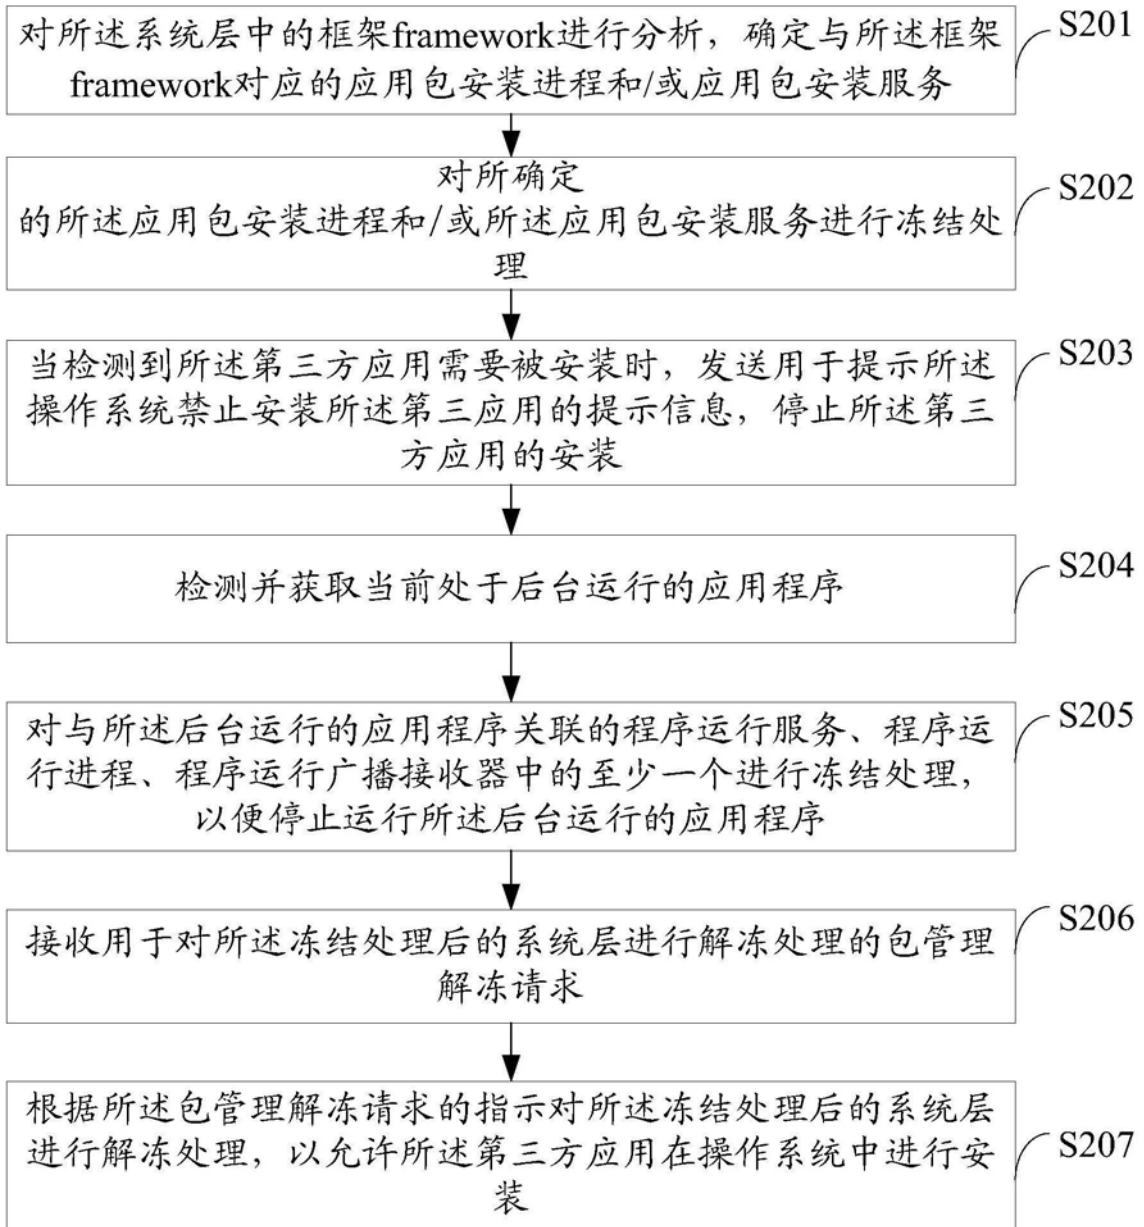 对所述系统层中的框架framework进行分析，确定与所述框架
framework对应的应用包安装进程和/或应用包安装服务
S201
对所确定
的所述应用包安装进程和/或所述应用包安装服务进行冻结处
理
S202
当检测到所述第三方应用需要被安装时，发送用于提示所述
操作系统禁止安装所述第三应用的提示信息，停止所述第三
方应用的安装
S203
检测并获取当前处于后台运行的应用程序
S204
对与所述后台运行的应用程序关联的程序运行服务、程序运
行进程、程序运行广播接收器中的至少一个进行冻结处理，
以便停止运行所述后台运行的应用程序
S205
接收用于对所述冻结处理后的系统层进行解冻处理的包管理
解冻请求
S206
根据所述包管理解冻请求的指示对所述冻结处理后的系统层
进行解冻处理，以允许所述第三方应用在操作系统中进行安
装
S207